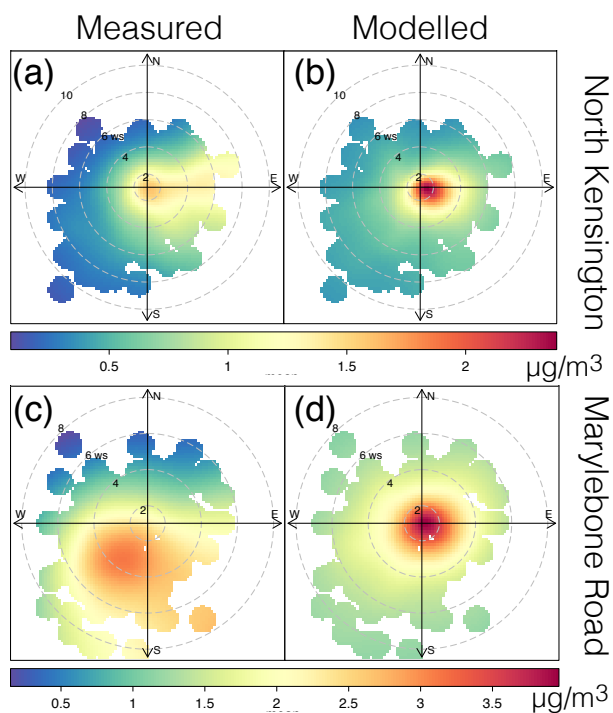 Measured Modelled
(a) (b)
N N
10
8 8
6 ws 6 ws
4 4
2 2
W E W E
S S
North Kensington
0.5 1 1.5 2 µg/m³
(c) (d)
N N
8 8
6 ws 6 ws
4 4
2 2
W E W E
S S
Marylebone Road
0.5 1 1.5 2 2.5 3 3.5 µg/m³